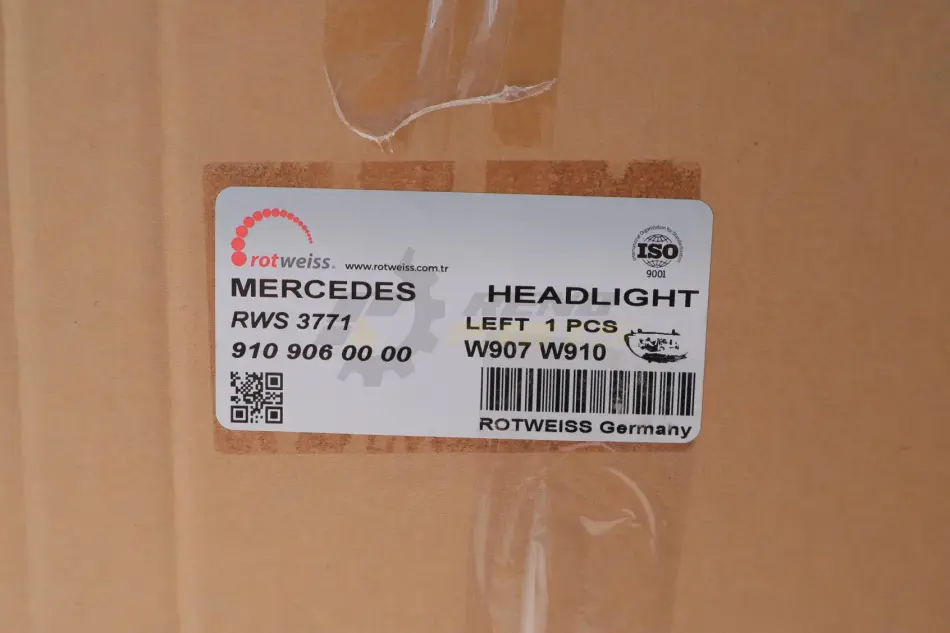 rotweiss. www.rotweiss.com.tr
ISO
9001
MERCEDES HEADLIGHT
RWS 3771 LEFT 1 PCS
910 906 00 00 W907 W910
ROTWEISS Germany